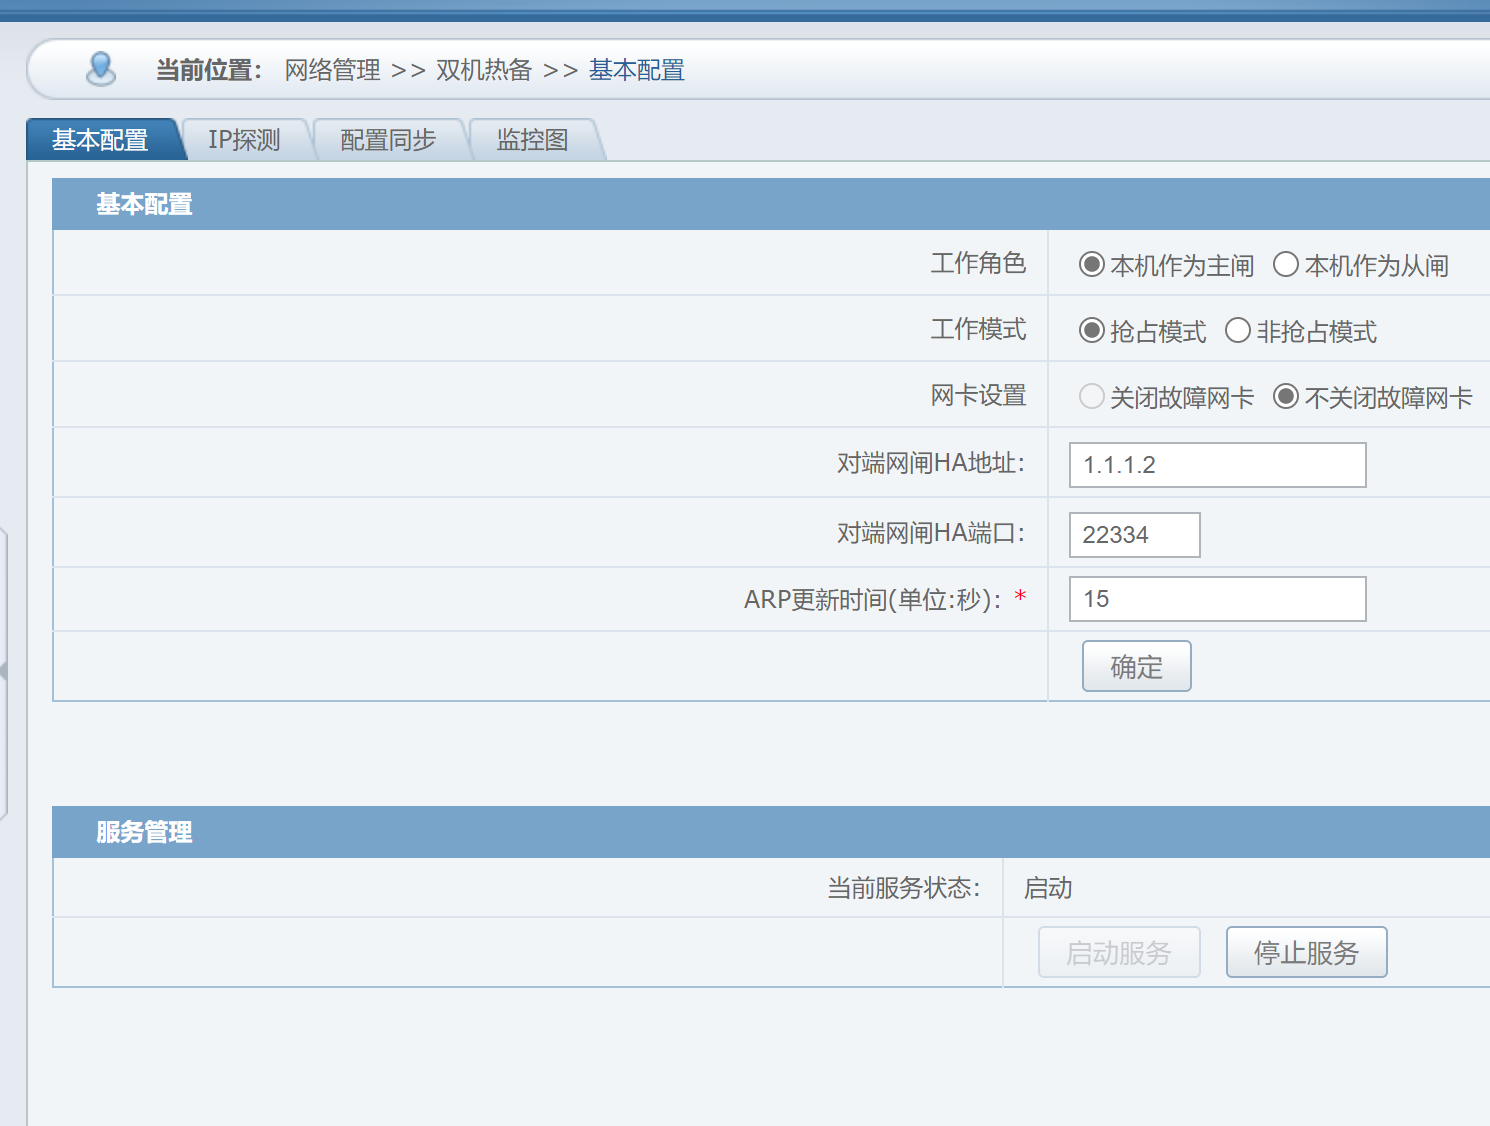 当前位置： 网络管理 >> 双机热备 >> 基本配置
基本配置 IP探测 配置同步 监控图
基本配置
工作角色 本机作为主闸 本机作为从闸
工作模式 抢占模式 非抢占模式
网卡设置 关闭故障网卡 不关闭故障网卡
对端网闸HA地址： 1.1.1.2
对端网闸HA端口： 22334
ARP更新时间(单位:秒)： * 15
确定
服务管理
当前服务状态： 启动
启动服务 停止服务